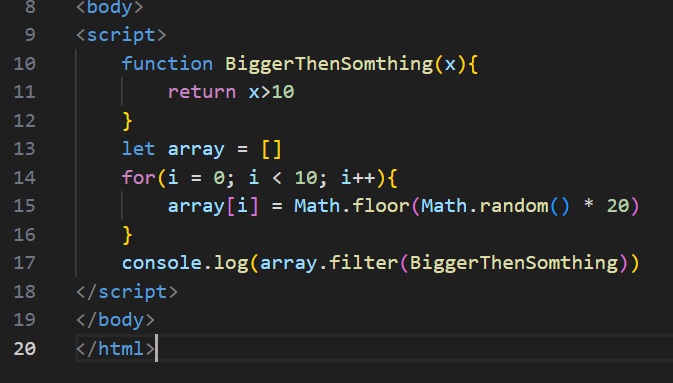 8 <body>
9 <script>
10 function BiggerThenSomthing(x){
11 return x>10
12 }
13 let array = []
14 for(i = 0; i < 10; i++){
15 array[i] = Math.floor(Math.random() * 20)
16 }
17 console.log(array.filter(BiggerThenSomthing))
18 </script>
19 </body>
20 </html>